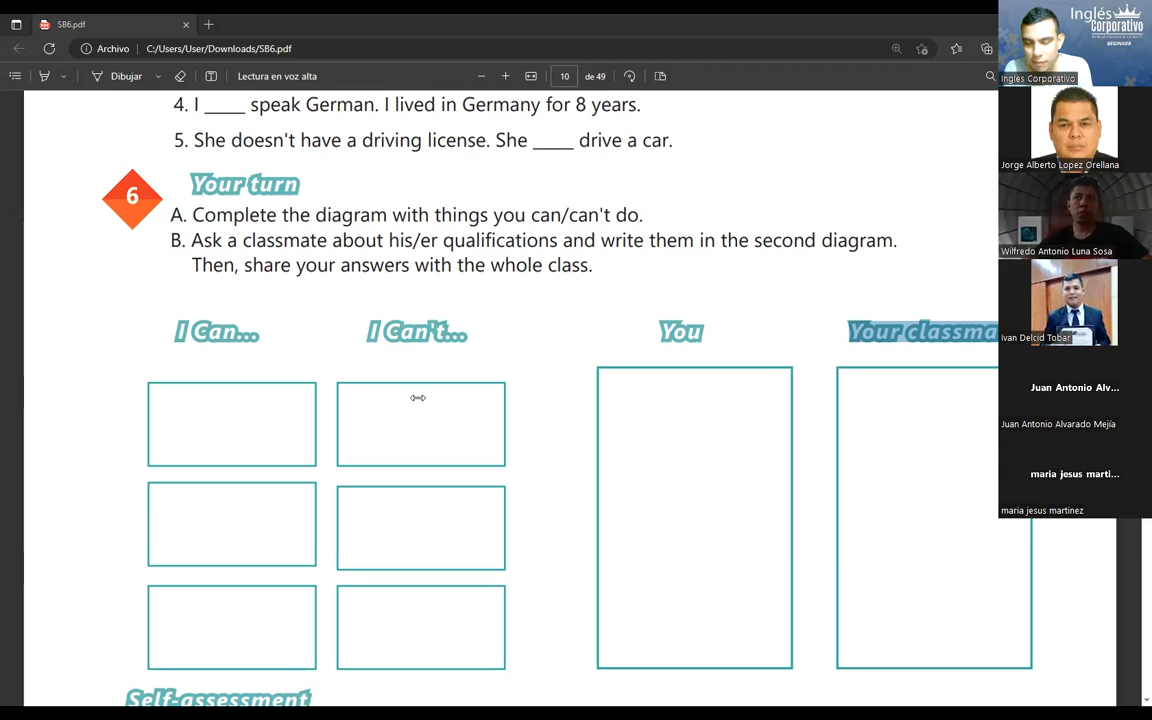 SB6.pdf
Archivo
C:/Users/User/Downloads/SB6.pdf
Dibujar
Lectura en voz alta
10
de 49
4. I ____ speak German. I lived in Germany for 8 years.
5. She doesn't have a driving license. She ____ drive a car.
6
Your turn
A. Complete the diagram with things you can/can't do.
B. Ask a classmate about his/er qualifications and write them in the second diagram.
Then, share your answers with the whole class.
I Can...
I Can't...
You
Your classma
Self-assessment
Inglés
Corporativo
BEGINNER
Inglés Corporativo
Jorge Alberto Lopez Orellana
Wilfredo Antonio Luna Sosa
Ivan Delcid Tobar
Juan Antonio Alv...
Juan Antonio Alvarado Mejía
maria jesus marti...
maria jesus martinez